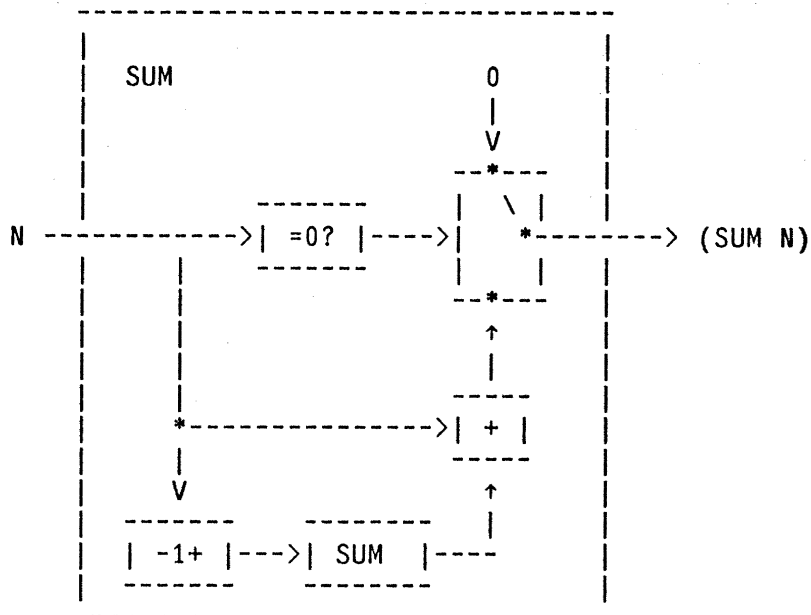 SUM 0
V
N =0? (SUM N)
+
V
-1+ SUM